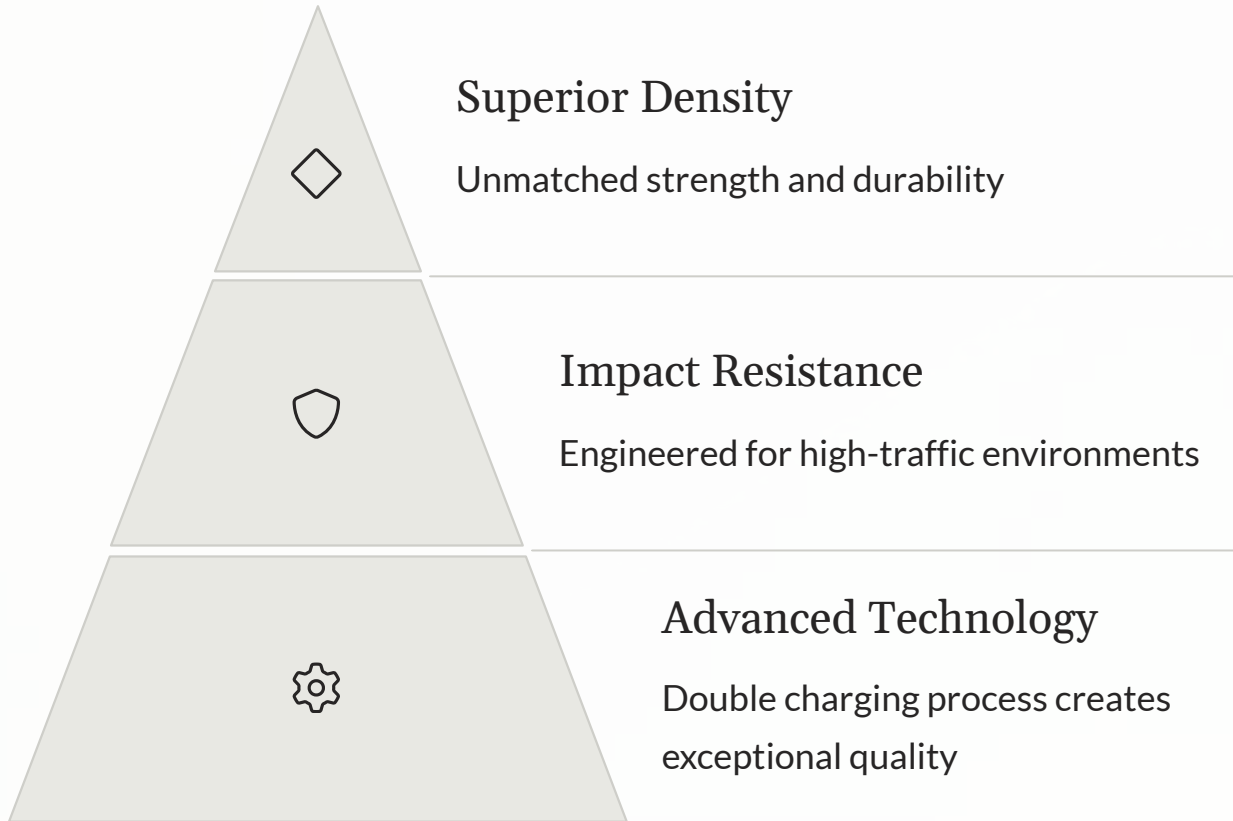 Superior Density
Unmatched strength and durability
Impact Resistance
Engineered for high-traffic environments
Advanced Technology
Double charging process creates
exceptional quality